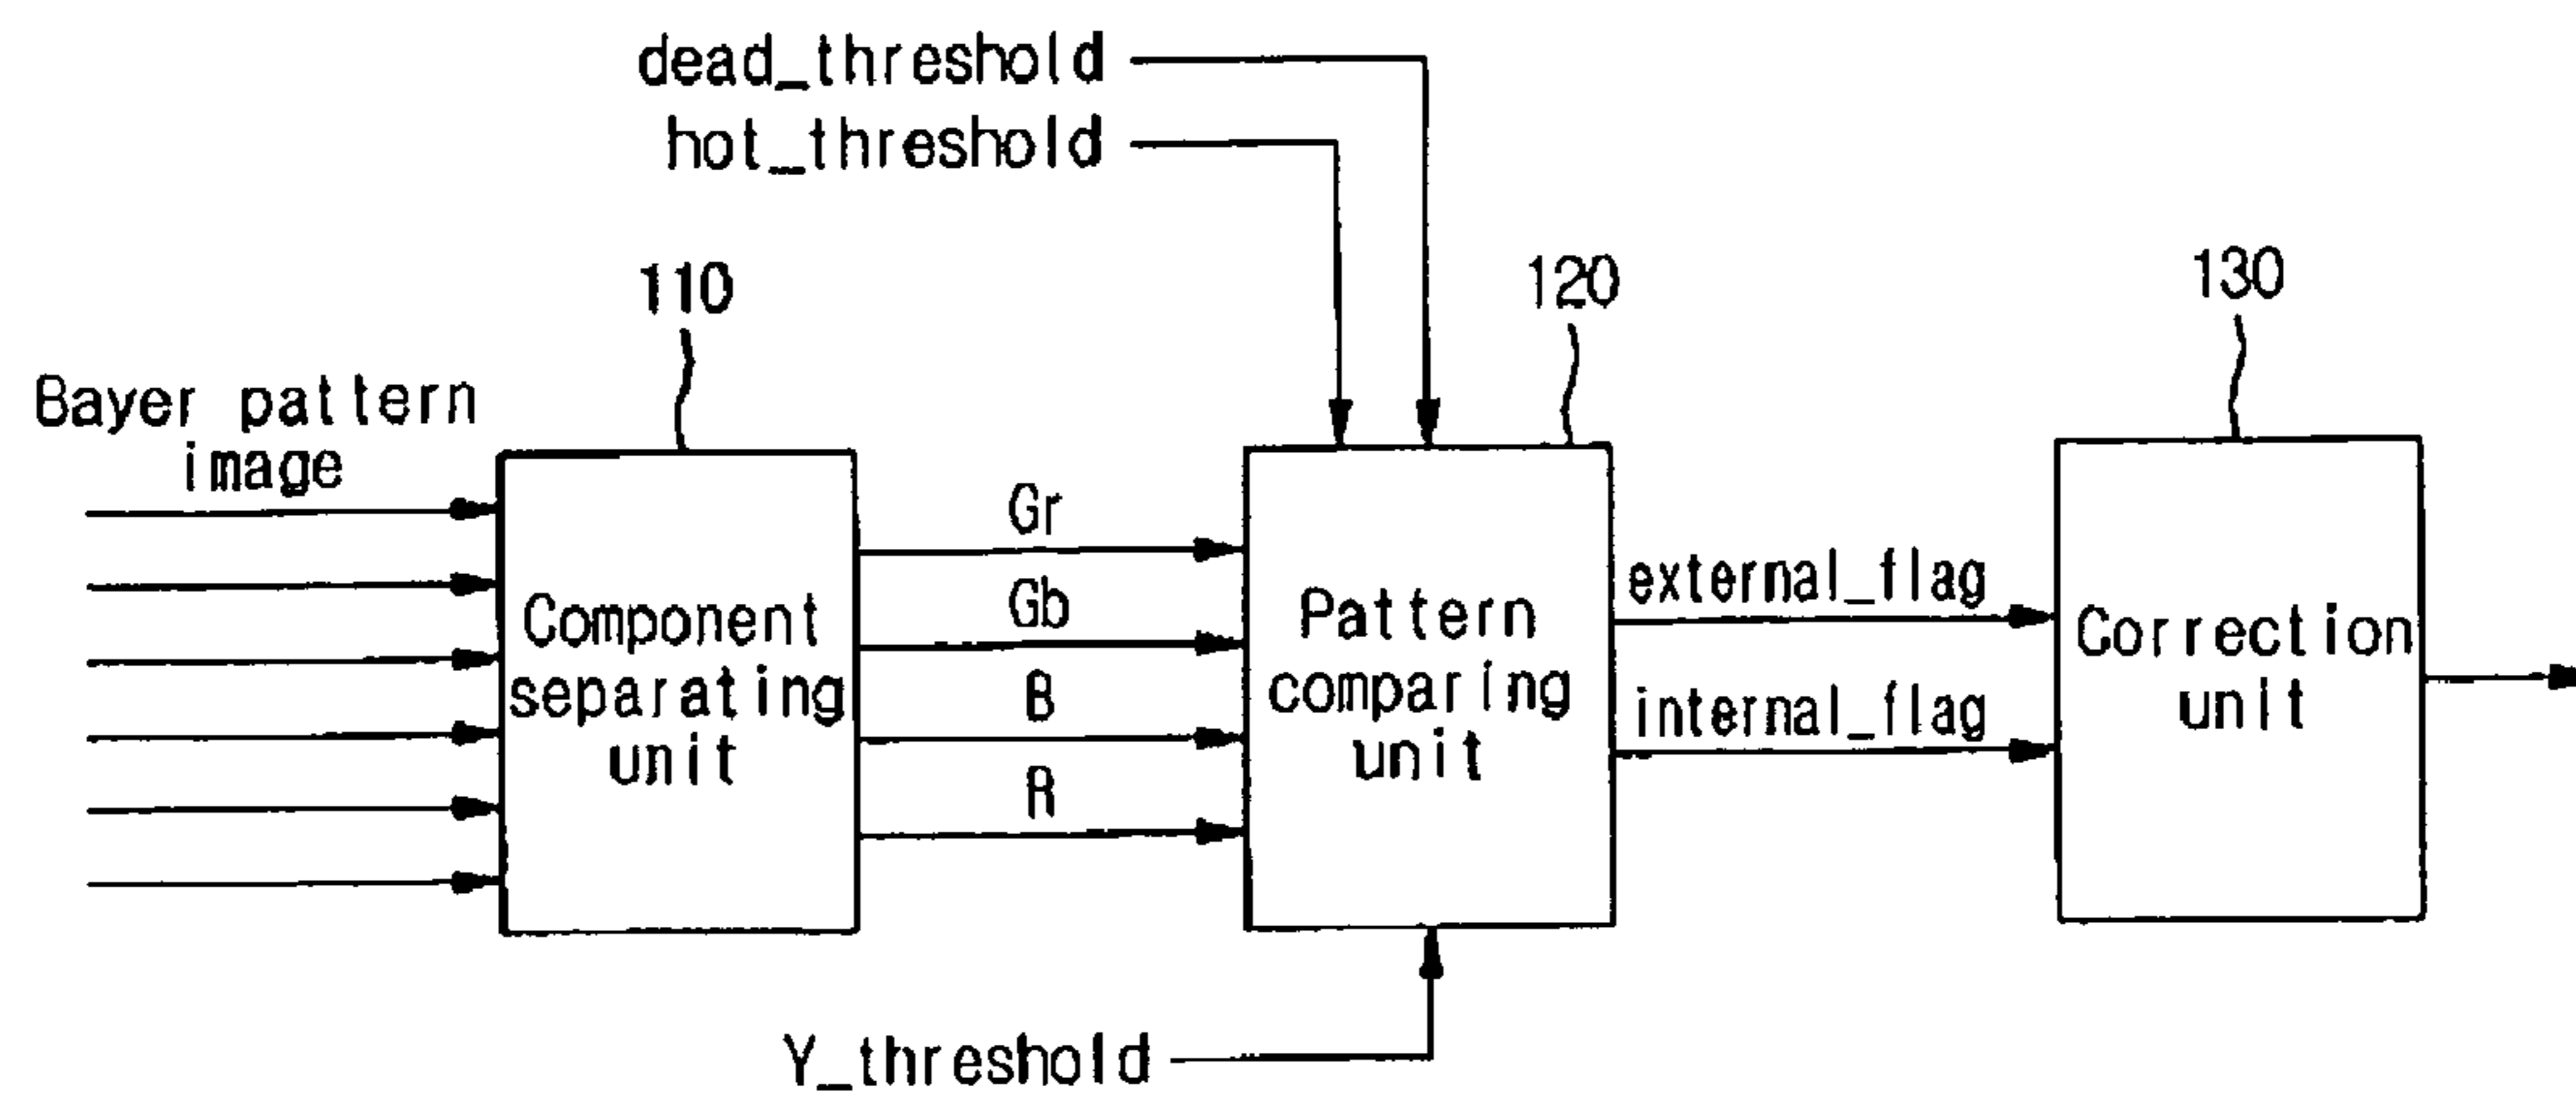 dead_threshold
hot_threshold
110
120
130
Bayer pattern
image
Component
separating
unit
Gr
Gb
B
R
Pattern
comparing
unit
external_flag
internal_flag
Correction
unit
Y_threshold